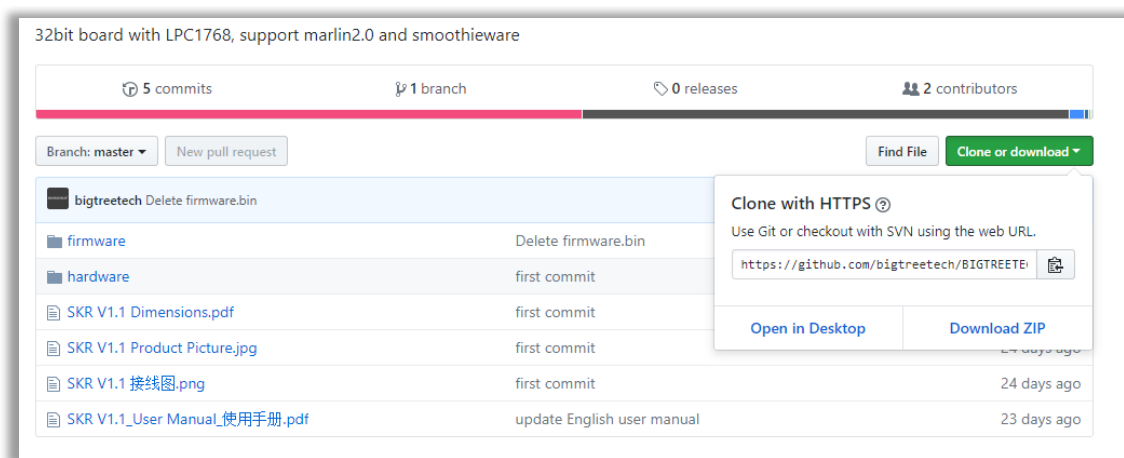 32bit board with LPC1768, support marlin2.0 and smoothieware
5 commits 1 branch 0 releases 2 contributors
Branch: master New pull request Find File Clone or download
bigtreetech Delete firmware.bin
Clone with HTTPS
Use Git or checkout with SVN using the web URL.
https://github.com/bigtreetech/BIGTREETE
Open in Desktop Download ZIP
firmware Delete firmware.bin
hardware first commit
SKR V1.1 Dimensions.pdf first commit
SKR V1.1 Product Picture.jpg first commit 24 days ago
SKR V1.1 接线图.png first commit 24 days ago
SKR V1.1_User Manual_使用手册.pdf update English user manual 23 days ago